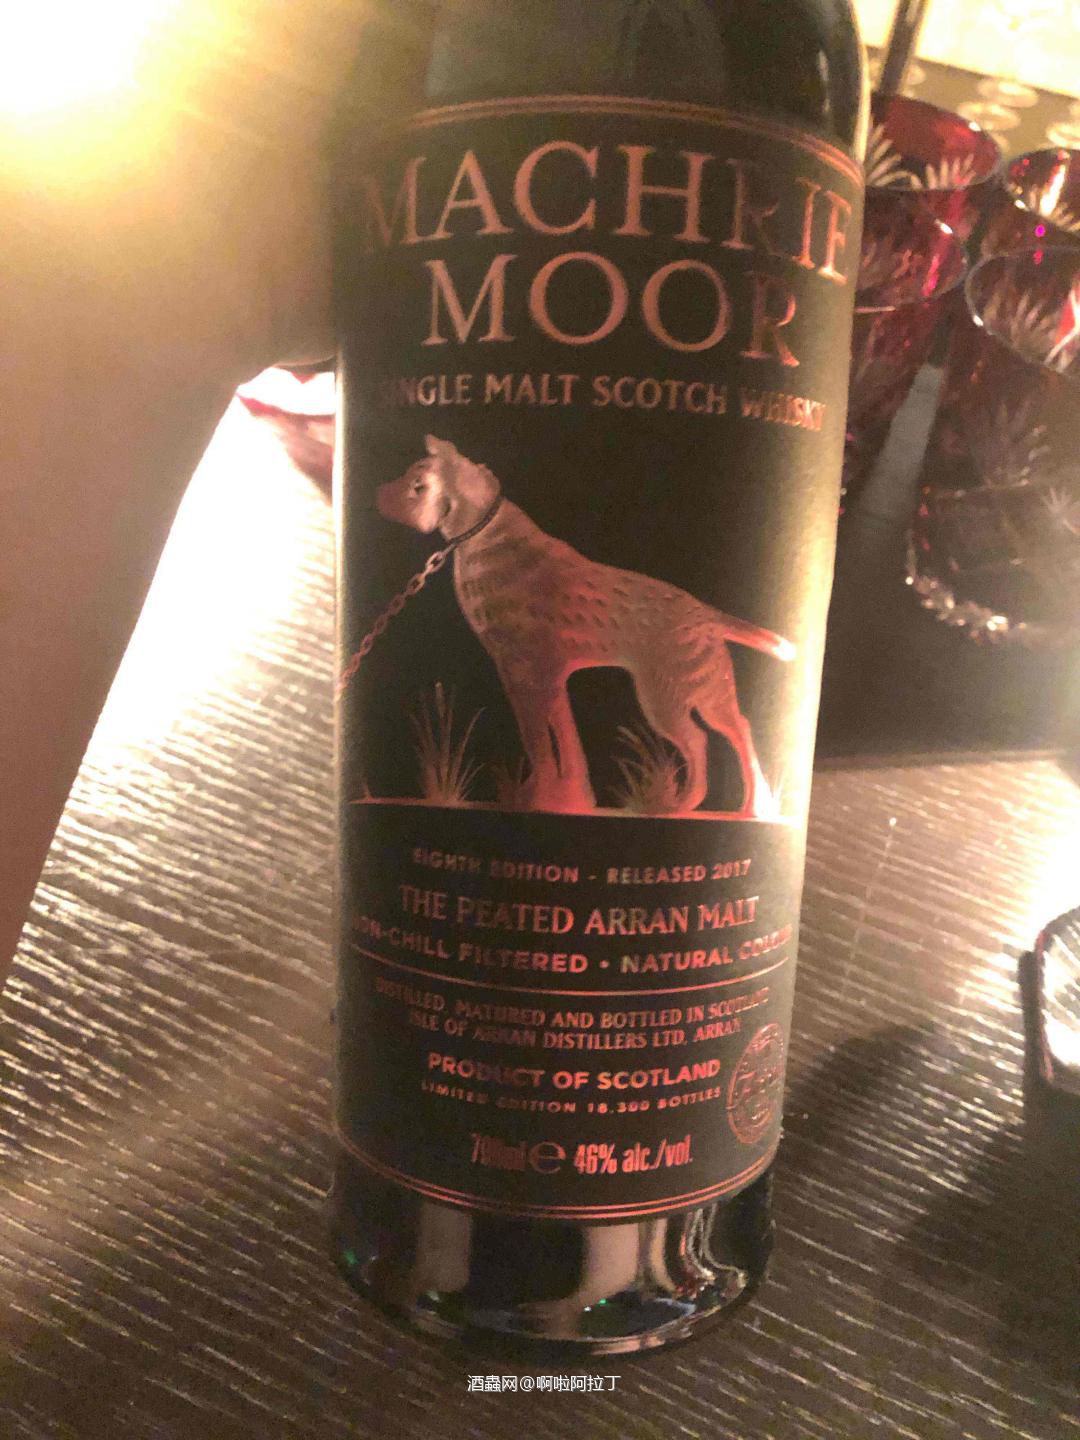 MACHRIE
MOOR
SINGLE MALT SCOTCH WHISKY
EIGHTH EDITION - RELEASED 2017
THE PEATED ARRAN MALT
NON-CHILL FILTERED • NATURAL COLOUR
DISTILLED, MATURED AND BOTTLED IN SCOTLAND
ISLE OF ARRAN DISTILLERS LTD, ARRAN
PRODUCT OF SCOTLAND
LIMITED EDITION 18,300 BOTTLES
700ml e 46% alc./vol.
酒蟲网@啊啦阿拉丁